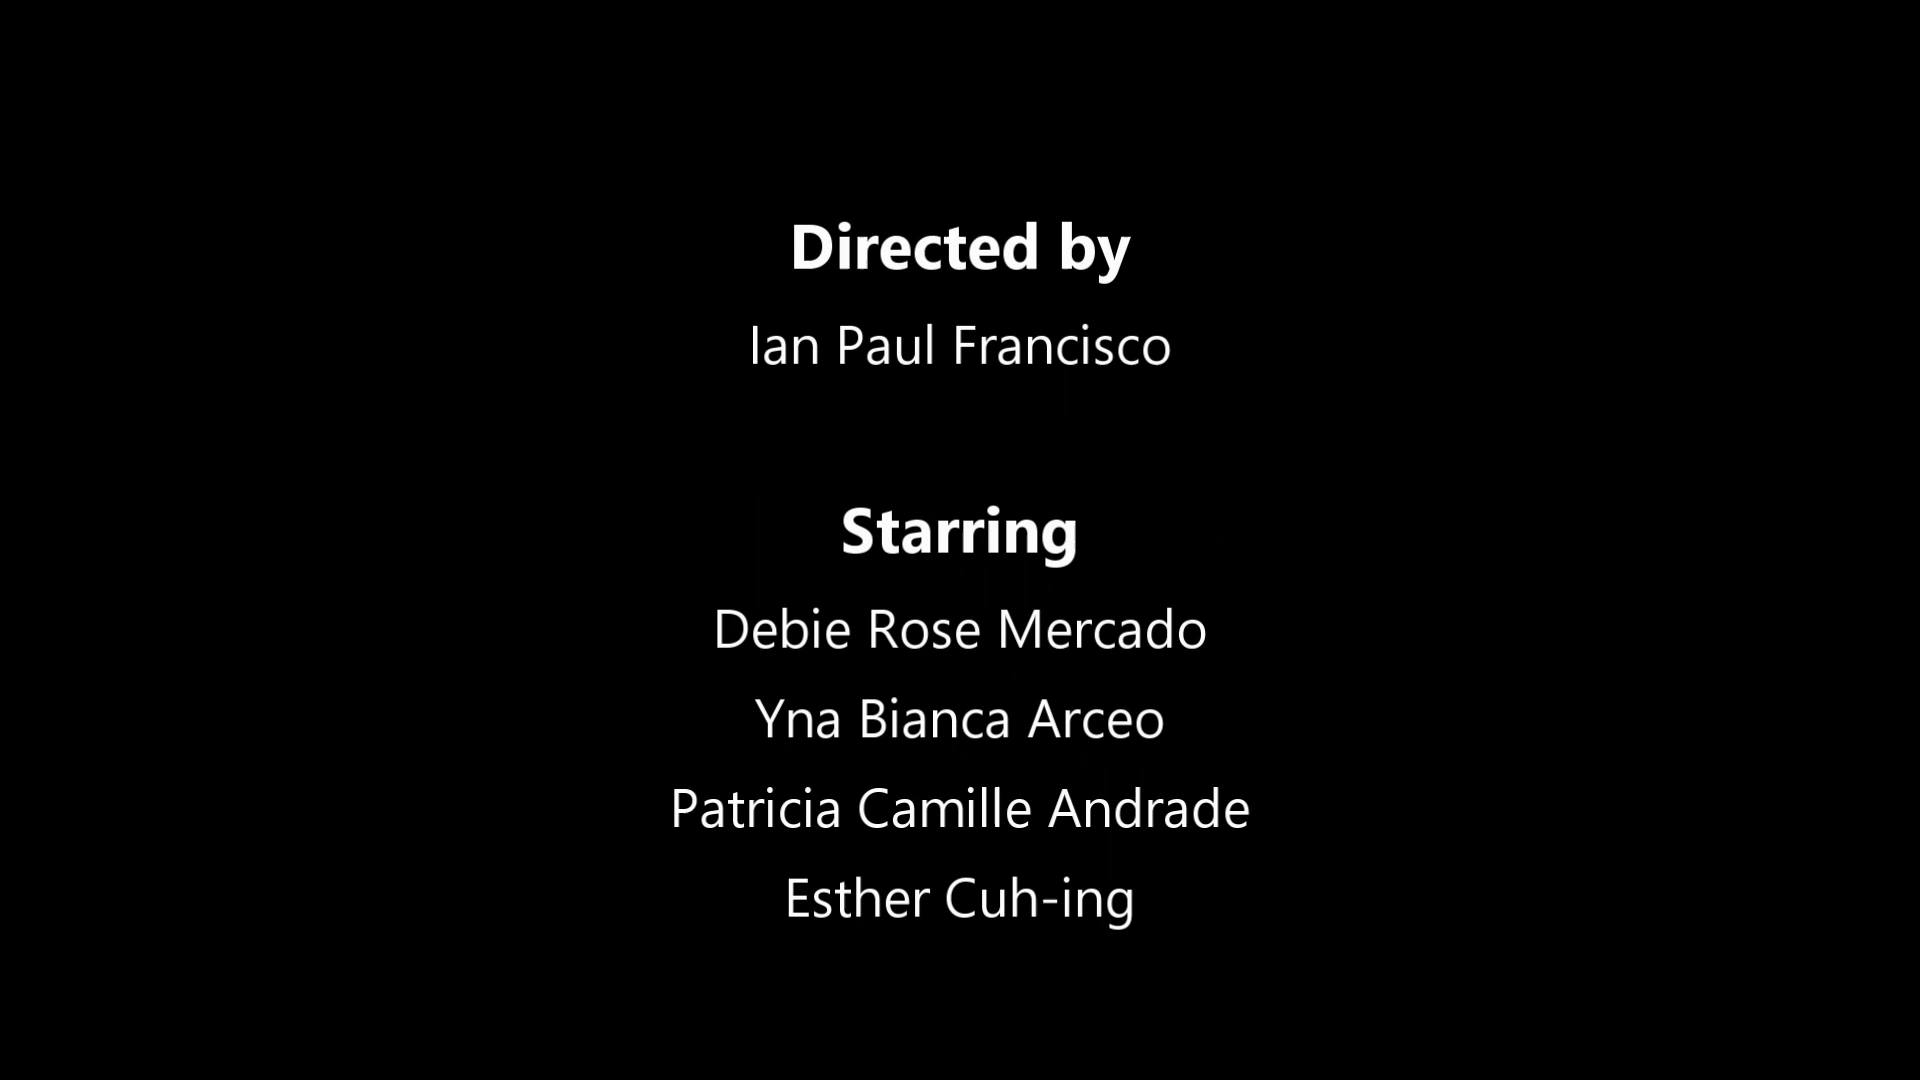 Directed by
Ian Paul Francisco
Starring
Debie Rose Mercado
Yna Bianca Arceo
Patricia Camille Andrade
Esther Cuh-ing